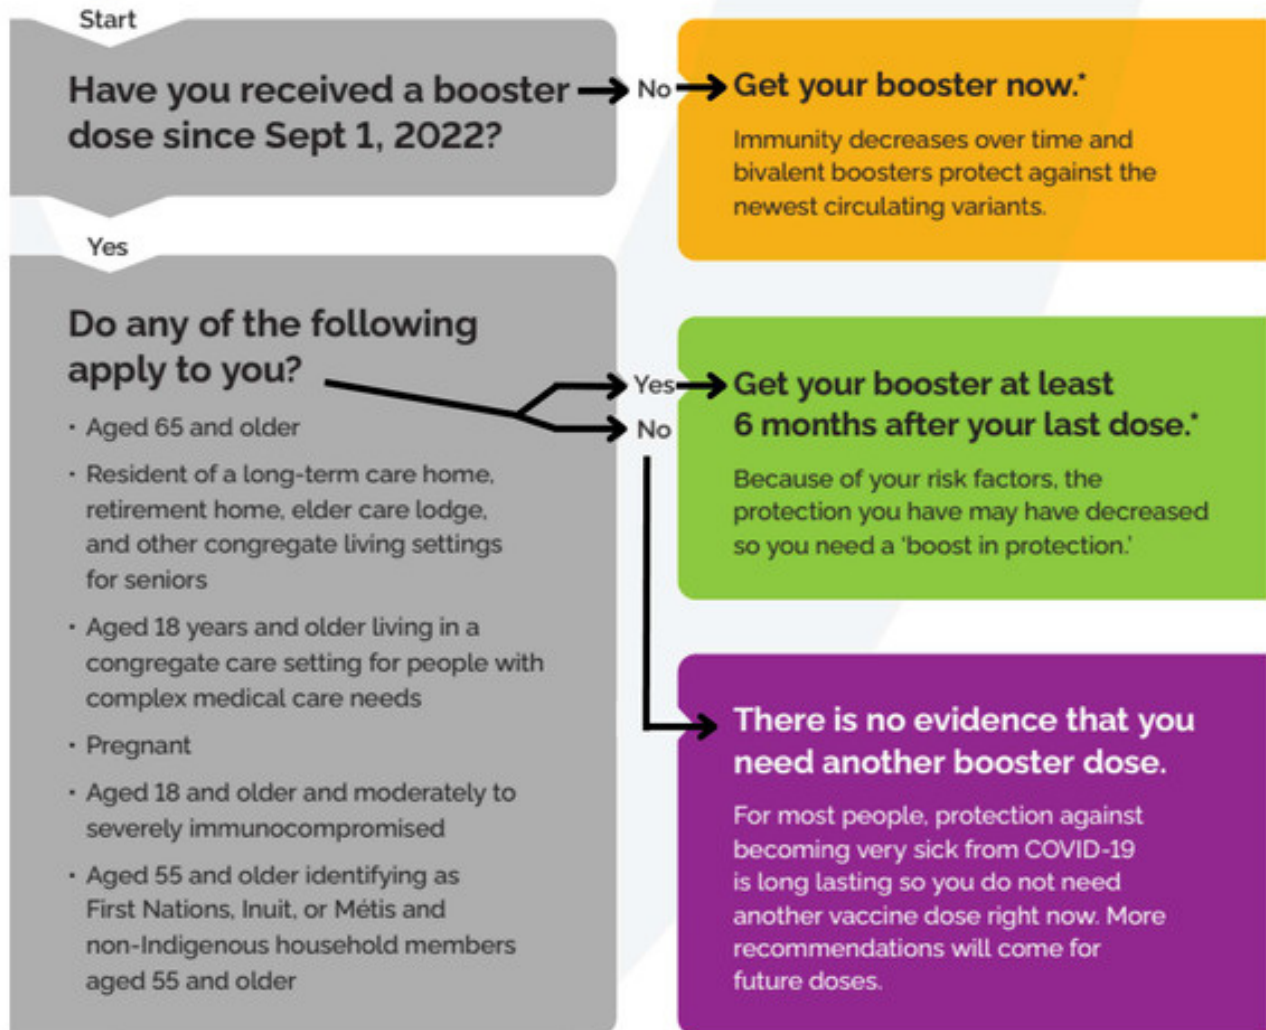 Start
Have you received a booster
dose since Sept 1, 2022?
No
Get your booster now.*
Immunity decreases over time and
bivalent boosters protect against the
newest circulating variants.
Yes
Do any of the following
apply to you?
· Aged 65 and older
· Resident of a long-term care home,
retirement home, elder care lodge,
and other congregate living settings
for seniors
· Aged 18 years and older living in a
congregate care setting for people with
complex medical care needs
· Pregnant
· Aged 18 and older and moderately to
severely immunocompromised
· Aged 55 and older identifying as
First Nations, Inuit, or Métis and
non-Indigenous household members
aged 55 and older
Yes
Get your booster at least
6 months after your last dose.*
Because of your risk factors, the
protection you have may have decreased
so you need a ‘boost in protection.’
No
There is no evidence that you
need another booster dose.
For most people, protection against
becoming very sick from COVID-19
is long lasting so you do not need
another vaccine dose right now. More
recommendations will come for
future doses.